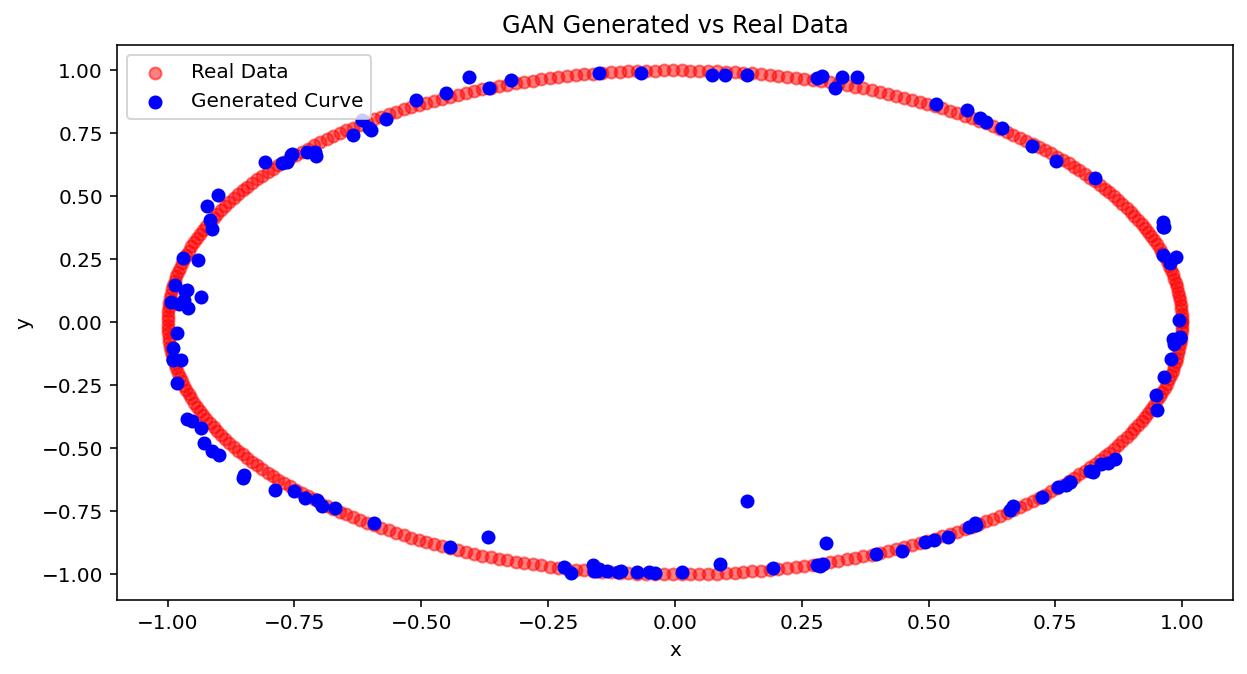 GAN Generated vs Real Data
Real Data
Generated Curve
1.00
0.75
0.50
0.25
0.00
−0.25
−0.50
−0.75
−1.00
y
−1.00 −0.75 −0.50 −0.25 0.00 0.25 0.50 0.75 1.00
x